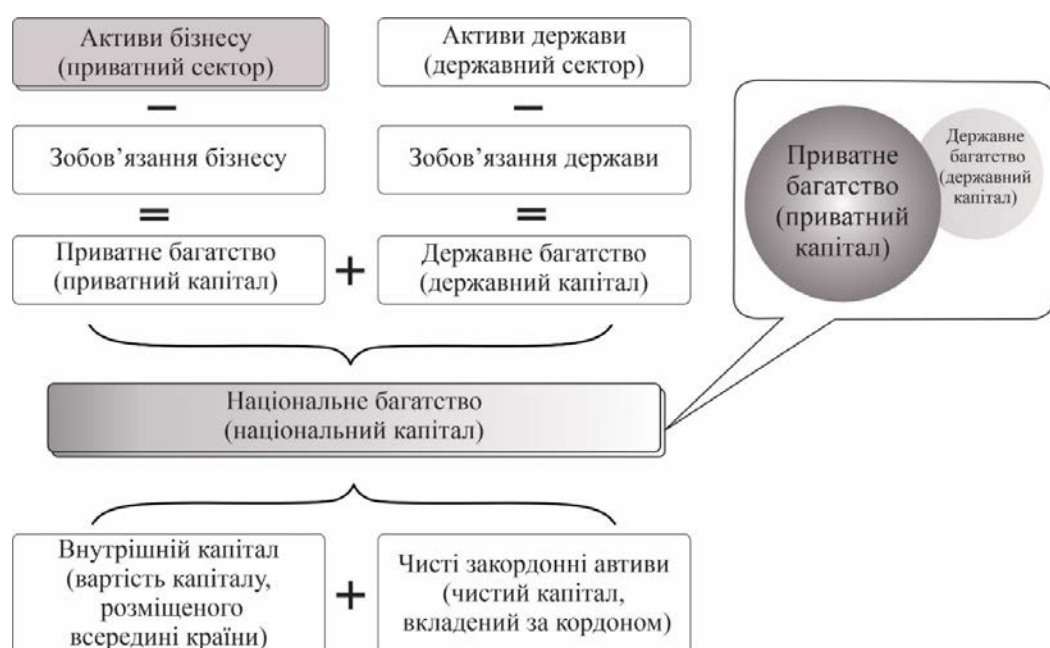 Активи бізнесу
(приватний сектор)
Активи держави
(державний сектор)
−
−
Зобов’язання бізнесу
Зобов’язання держави
=
=
Приватне багатство
(приватний капітал)
+
Державне багатство
(державний капітал)
Приватне
багатство
(приватний
капітал)
Державне
багатство
(державний
капітал)
Національне багатство
(національний капітал)
Внутрішній капітал
(вартість капіталу,
розміщеного
всередині країни)
+
Чисті закордонні автиви
(чистий капітал,
вкладений за кордоном)